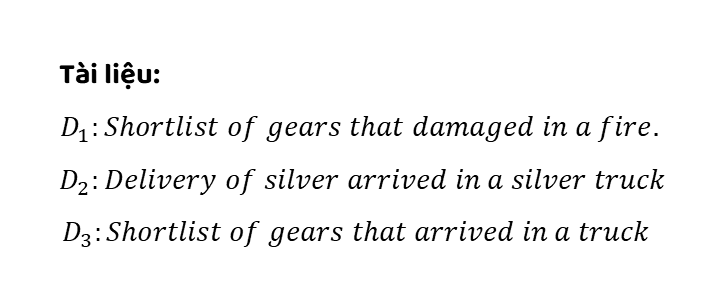 Tài liệu:
D₁: Shortlist of gears that damaged in a fire.
D₂: Delivery of silver arrived in a silver truck
D₃: Shortlist of gears that arrived in a truck